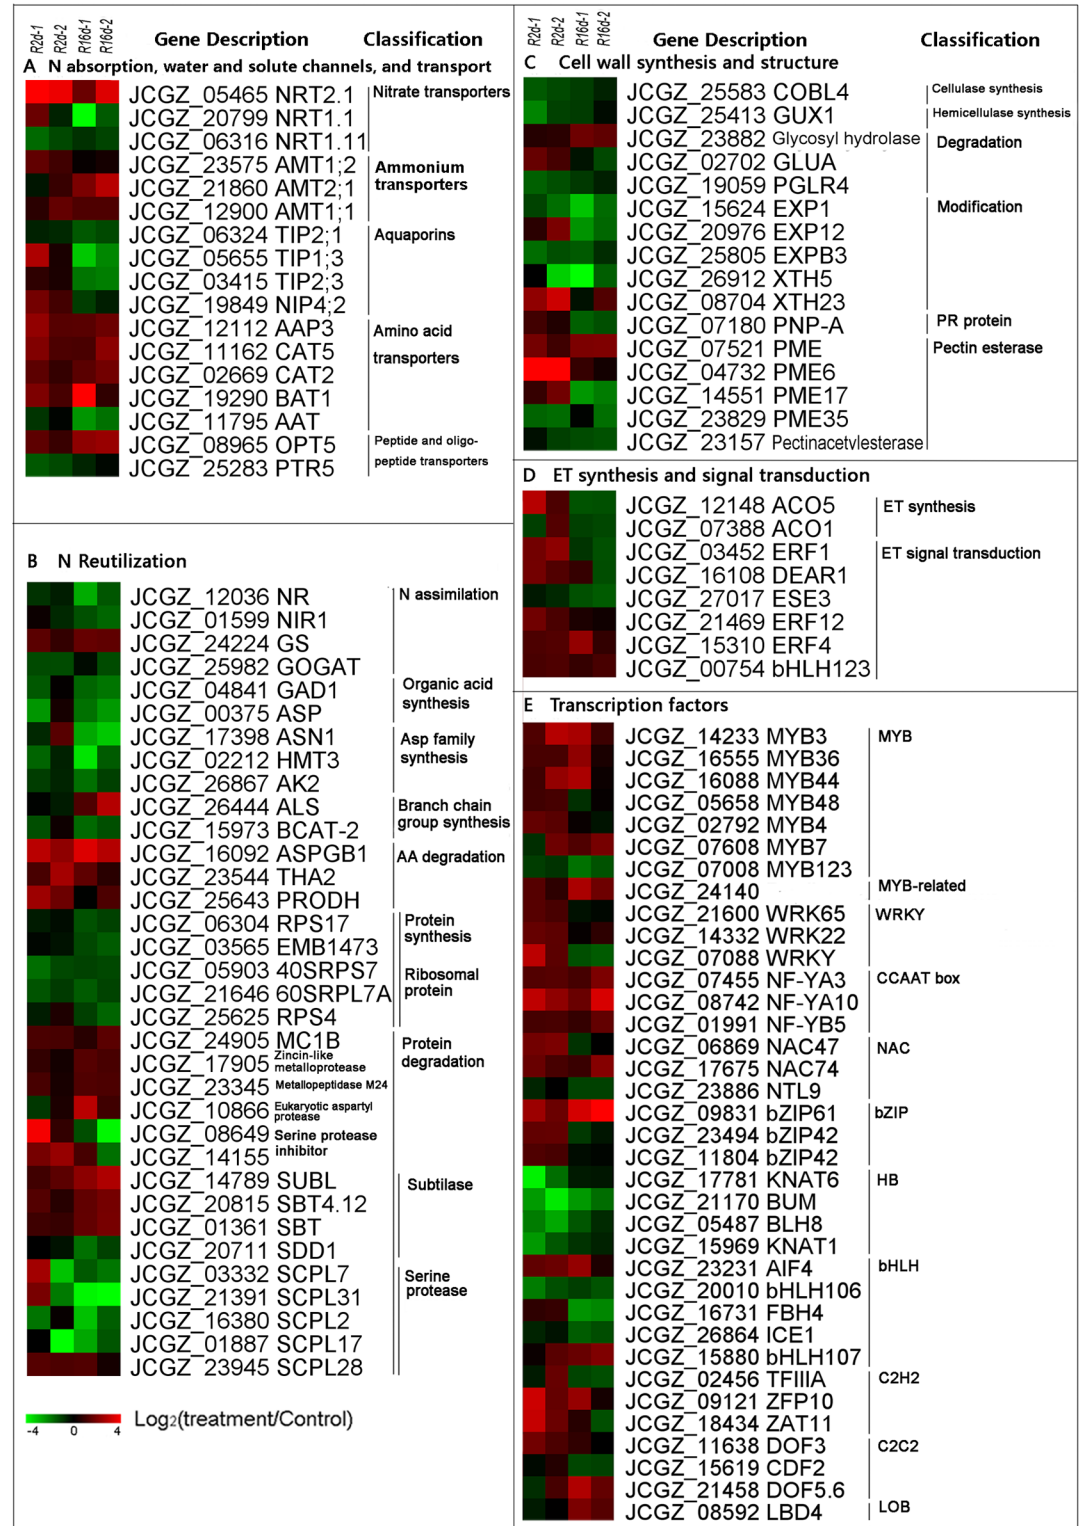 R2d-1 R2d-2 R16d-1 R16d-2
Gene Description Classification
A N absorption, water and solute channels, and transport
JCGZ_05465 NRT2.1 Nitrate transporters
JCGZ_20799 NRT1.1
JCGZ_06316 NRT1.11
JCGZ_23575 AMT1;2 Ammonium
JCGZ_21860 AMT2;1 transporters
JCGZ_12900 AMT1;1
JCGZ_06324 TIP2;1 Aquaporins
JCGZ_05655 TIP1;3
JCGZ_03415 TIP2;3
JCGZ_19849 NIP4;2
JCGZ_12112 AAP3 Amino acid
JCGZ_11162 CAT5 transporters
JCGZ_02669 CAT2
JCGZ_19290 BAT1
JCGZ_11795 AAT
JCGZ_08965 OPT5 Peptide and oligo-
JCGZ_25283 PTR5 peptide transporters
B N Reutilization
JCGZ_12036 NR N assimilation
JCGZ_01599 NIR1
JCGZ_24224 GS
JCGZ_25982 GOGAT
JCGZ_04841 GAD1 Organic acid
JCGZ_00375 ASP synthesis
JCGZ_17398 ASN1 Asp family
JCGZ_02212 HMT3 synthesis
JCGZ_26867 AK2
JCGZ_26444 ALS Branch chain
JCGZ_15973 BCAT-2 group synthesis
JCGZ_16092 ASPGB1 AA degradation
JCGZ_23544 THA2
JCGZ_25643 PRODH
JCGZ_06304 RPS17 Protein
JCGZ_03565 EMB1473 synthesis
JCGZ_05903 40SRPS7 Ribosomal
JCGZ_21646 60SRPL7A protein
JCGZ_25625 RPS4
JCGZ_24905 MC1B Protein
JCGZ_17905 Zincin-like metalloprotease degradation
JCGZ_23345 Metallopeptidase M24
JCGZ_10866 Eukaryotic aspartyl protease
JCGZ_08649 Serine protease
JCGZ_14155 inhibitor
JCGZ_14789 SUBL Subtilase
JCGZ_20815 SBT4.12
JCGZ_01361 SBT
JCGZ_20711 SDD1
JCGZ_03332 SCPL7 Serine
JCGZ_21391 SCPL31 protease
JCGZ_16380 SCPL2
JCGZ_01887 SCPL17
JCGZ_23945 SCPL28
Log2(treatment/Control)
-4 0 4
R2d-1 R2d-2 R16d-1 R16d-2
Gene Description Classification
C Cell wall synthesis and structure
JCGZ_25583 COBL4 Cellulase synthesis
JCGZ_25413 GUX1 Hemicellulase synthesis
JCGZ_23882 Glycosyl hydrolase Degradation
JCGZ_02702 GLUA
JCGZ_19059 PGLR4
JCGZ_15624 EXP1 Modification
JCGZ_20976 EXP12
JCGZ_25805 EXPB3
JCGZ_26912 XTH5
JCGZ_08704 XTH23
JCGZ_07180 PNP-A PR protein
JCGZ_07521 PME Pectin esterase
JCGZ_04732 PME6
JCGZ_14551 PME17
JCGZ_23829 PME35
JCGZ_23157 Pectinacetylesterase
D ET synthesis and signal transduction
JCGZ_12148 ACO5 ET synthesis
JCGZ_07388 ACO1
JCGZ_03452 ERF1 ET signal transduction
JCGZ_16108 DEAR1
JCGZ_27017 ESE3
JCGZ_21469 ERF12
JCGZ_15310 ERF4
JCGZ_00754 bHLH123
E Transcription factors
JCGZ_14233 MYB3 MYB
JCGZ_16555 MYB36
JCGZ_16088 MYB44
JCGZ_05658 MYB48
JCGZ_02792 MYB4
JCGZ_07608 MYB7
JCGZ_07008 MYB123
JCGZ_24140 MYB-related
JCGZ_21600 WRK65 WRKY
JCGZ_14332 WRK22
JCGZ_07088 WRKY
JCGZ_07455 NF-YA3 CCAAT box
JCGZ_08742 NF-YA10
JCGZ_01991 NF-YB5
JCGZ_06869 NAC47 NAC
JCGZ_17675 NAC74
JCGZ_23886 NTL9
JCGZ_09831 bZIP61 bZIP
JCGZ_23494 bZIP42
JCGZ_11804 bZIP42
JCGZ_17781 KNAT6 HB
JCGZ_21170 BUM
JCGZ_05487 BLH8
JCGZ_15969 KNAT1
JCGZ_23231 AIF4 bHLH
JCGZ_20010 bHLH106
JCGZ_16731 FBH4
JCGZ_26864 ICE1
JCGZ_15880 bHLH107
JCGZ_02456 TFIIIA C2H2
JCGZ_09121 ZFP10
JCGZ_18434 ZAT11
JCGZ_11638 DOF3 C2C2
JCGZ_15619 CDF2
JCGZ_21458 DOF5.6
JCGZ_08592 LBD4 LOB